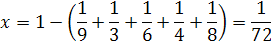 x = 1 − (1/9 + 1/3 + 1/6 + 1/4 + 1/8) = 1/72